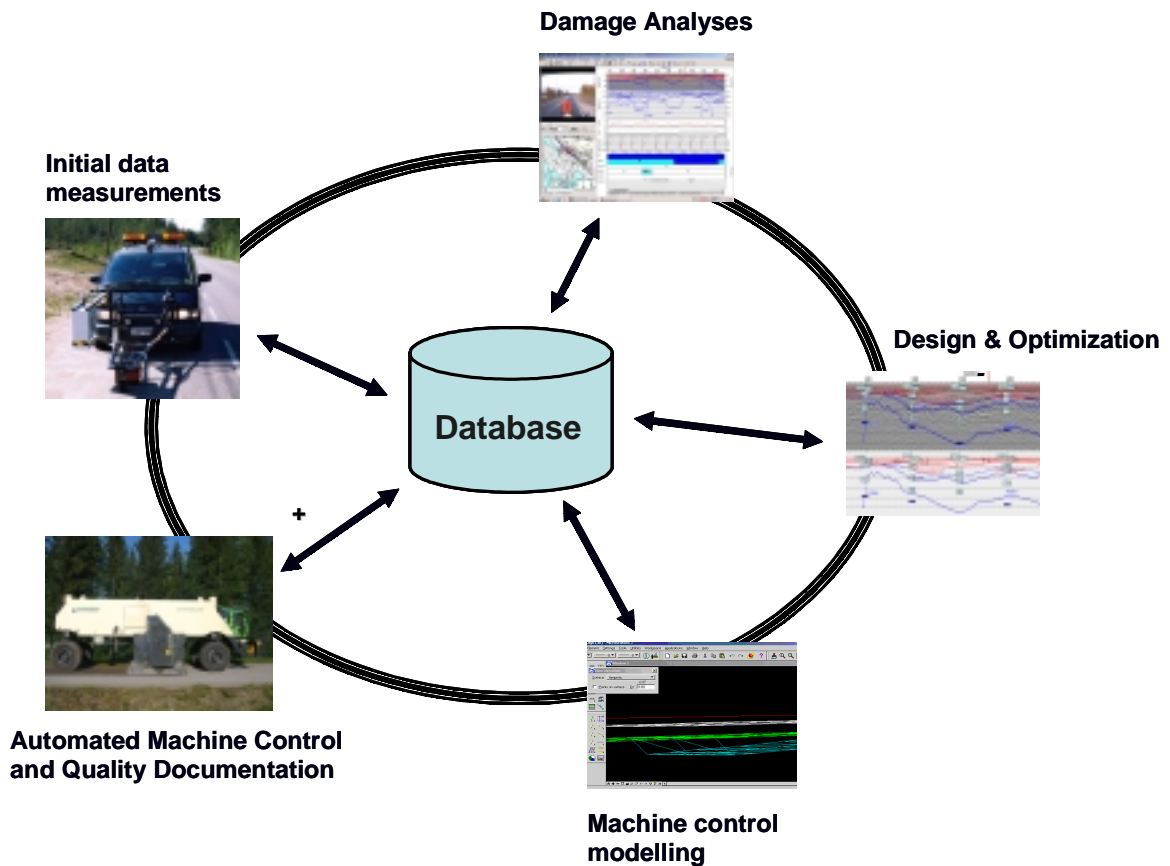 Damage Analyses
Initial data
measurements
Design & Optimization
Database
+
Automated Machine Control
and Quality Documentation
Machine control
modelling